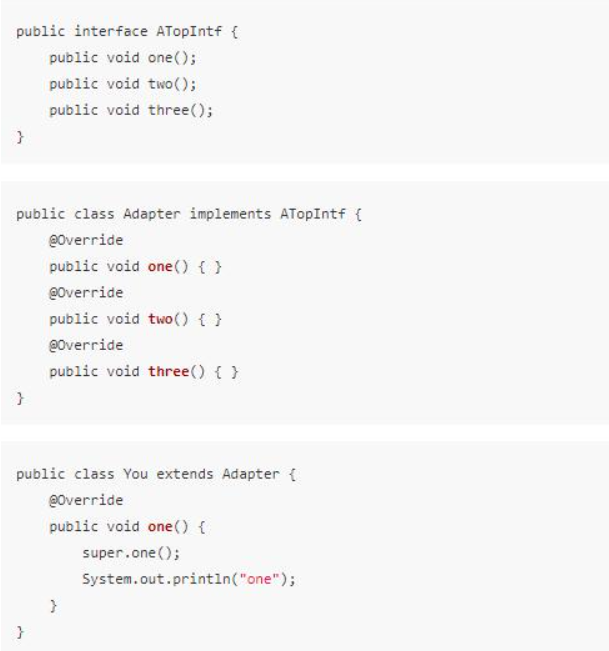 public interface ATopIntf {
    public void one();
    public void two();
    public void three();
}
public class Adapter implements ATopIntf {
    @Override
    public void one() { }
    @Override
    public void two() { }
    @Override
    public void three() { }
}
public class You extends Adapter {
    @Override
    public void one() {
        super.one();
        System.out.println("one");
    }
}